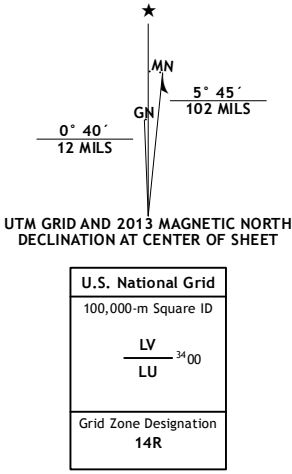 ★
MN
5° 45´
102 MILS
GN
0° 40´
12 MILS
UTM GRID AND 2013 MAGNETIC NORTH
DECLINATION AT CENTER OF SHEET
U.S. National Grid
100,000-m Square ID
LV
3400
LU
Grid Zone Designation
14R